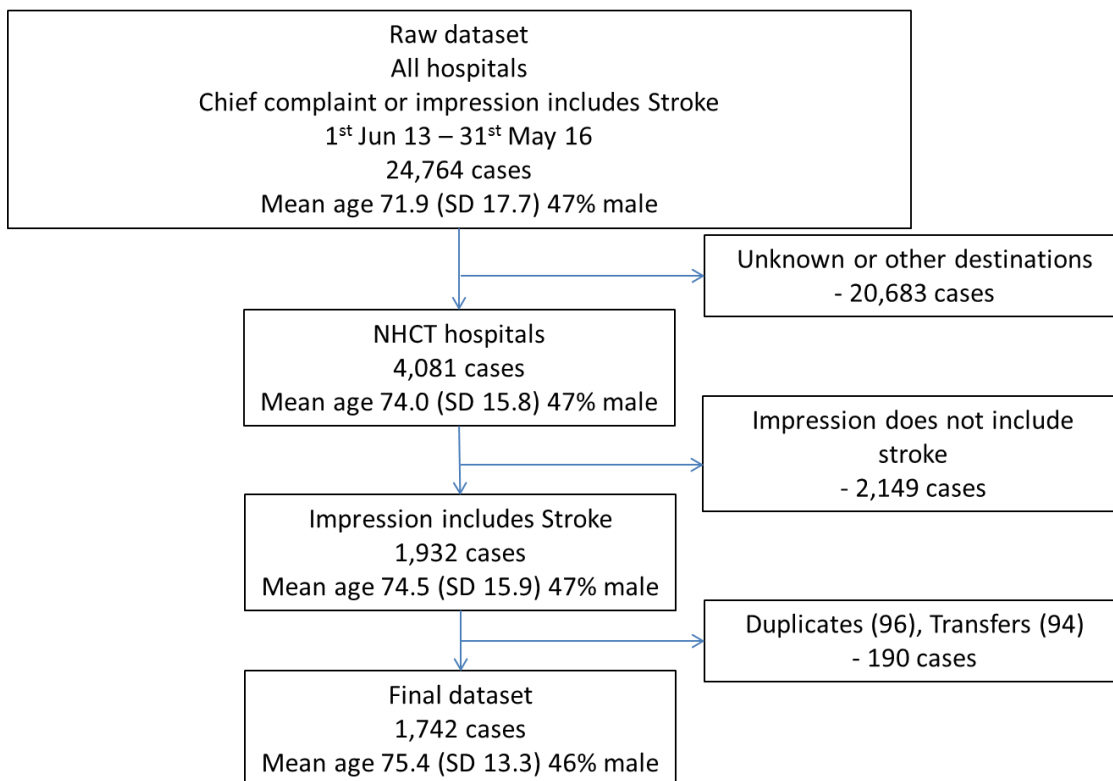 Raw dataset
All hospitals
Chief complaint or impression includes Stroke
1st Jun 13 – 31st May 16
24,764 cases
Mean age 71.9 (SD 17.7) 47% male
Unknown or other destinations
- 20,683 cases
NHCT hospitals
4,081 cases
Mean age 74.0 (SD 15.8) 47% male
Impression does not include
stroke
- 2,149 cases
Impression includes Stroke
1,932 cases
Mean age 74.5 (SD 15.9) 47% male
Duplicates (96), Transfers (94)
- 190 cases
Final dataset
1,742 cases
Mean age 75.4 (SD 13.3) 46% male